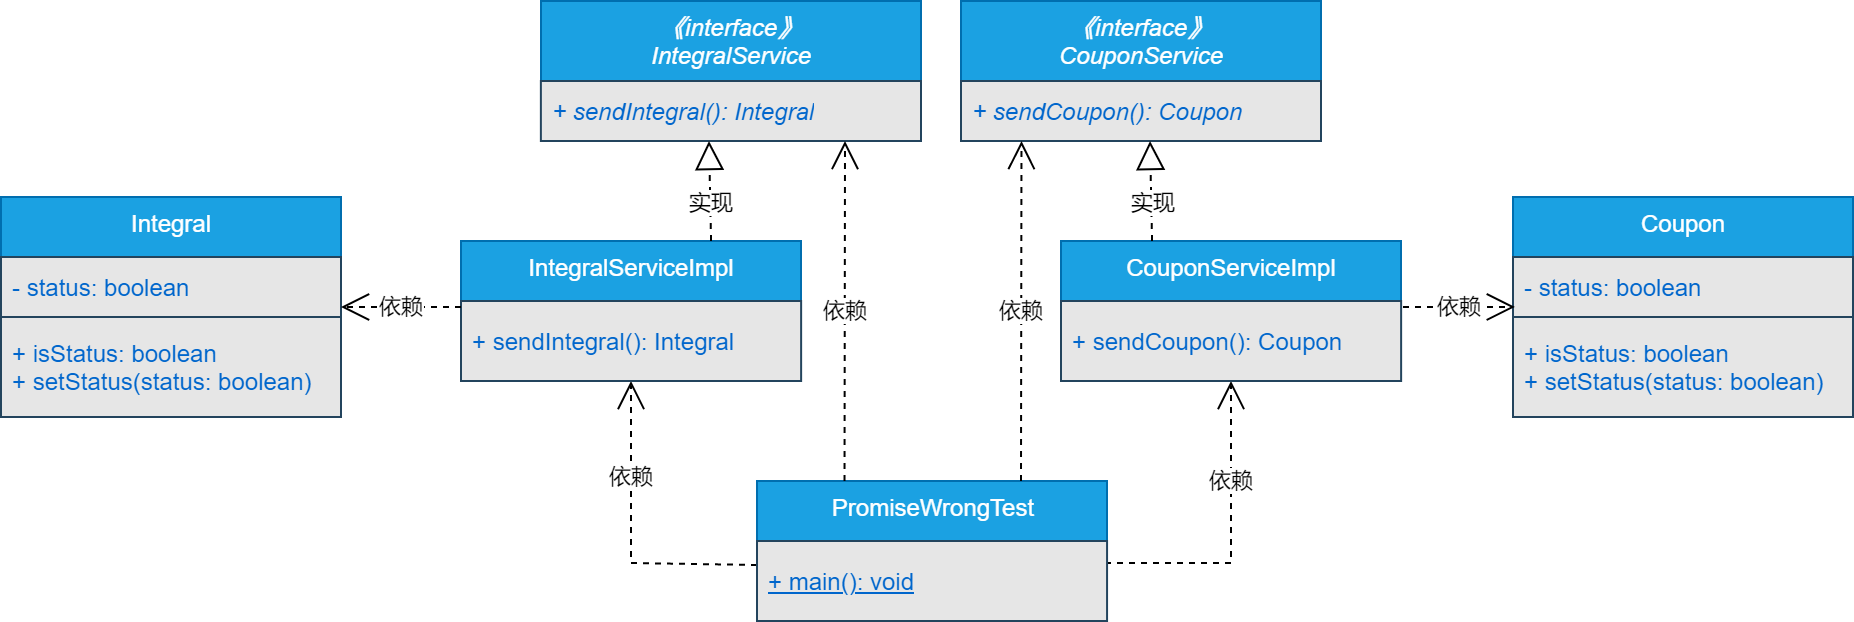 《interface》
IntegralService
+ sendIntegral(): Integral
《interface》
CouponService
+ sendCoupon(): Coupon
实现
实现
Integral
- status: boolean
+ isStatus: boolean
+ setStatus(status: boolean)
依赖
IntegralServiceImpl
+ sendIntegral(): Integral
依赖
依赖
CouponServiceImpl
+ sendCoupon(): Coupon
依赖
Coupon
- status: boolean
+ isStatus: boolean
+ setStatus(status: boolean)
依赖
依赖
PromiseWrongTest
+ main(): void